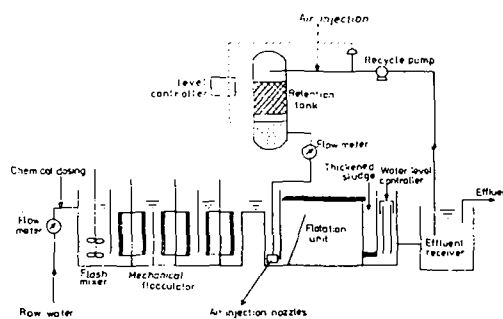 Air injection
Recycle pump
level
controller
Retention
tank
Flow meter
Thickened
sludge
Water level
controller
Chemical dosing
Effluer
Flow
meter
Flotation
unit
Effluent
receiver
Flash
mixer
Mechanical
flocculator
Raw water
Air injection nozzles